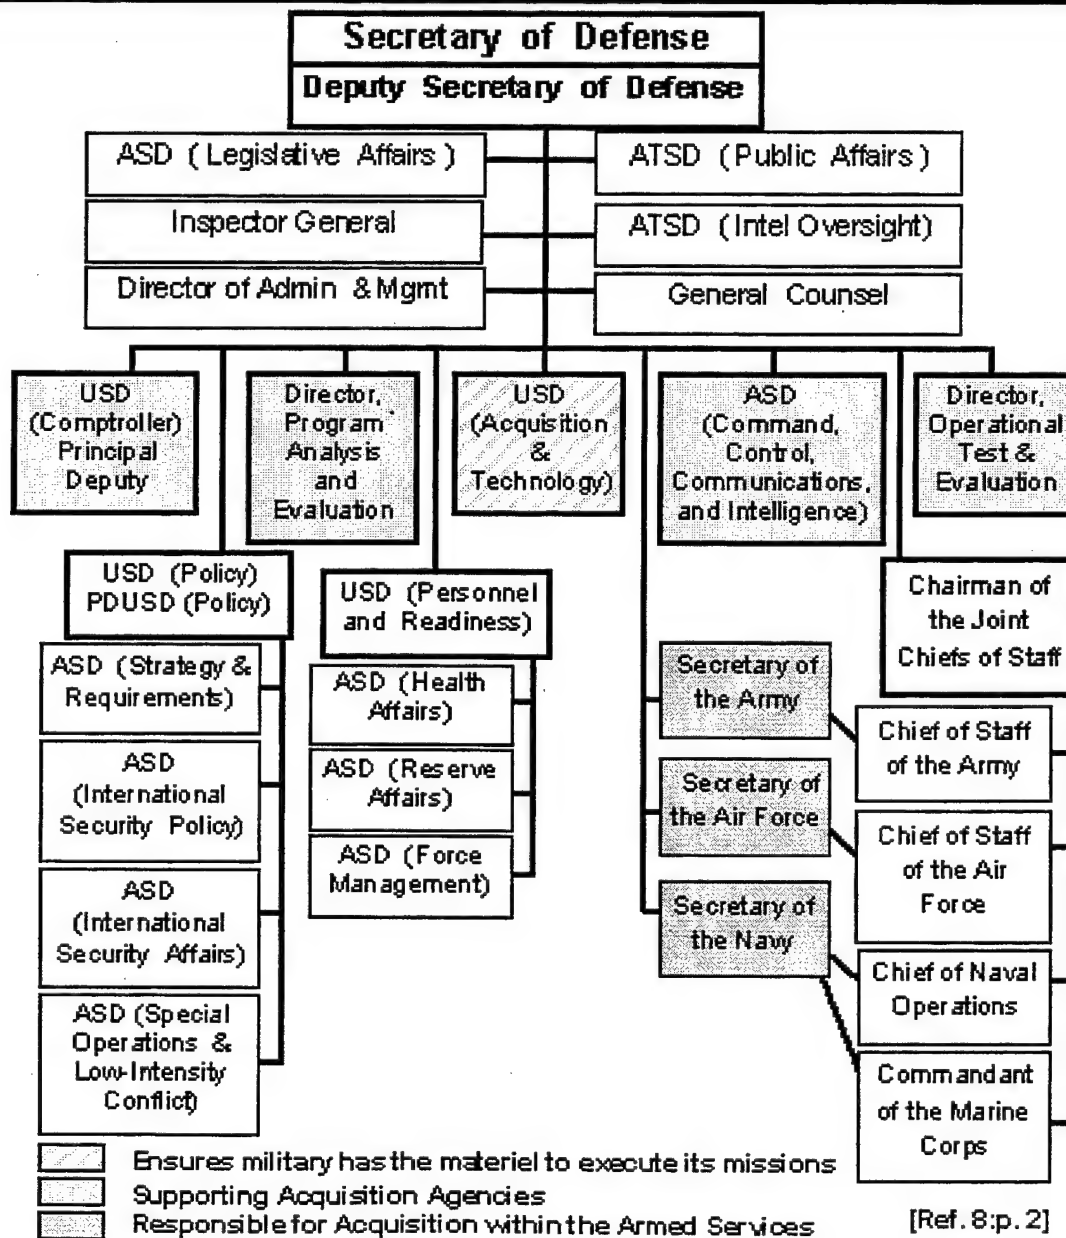 Secretary of Defense
Deputy Secretary of Defense
ASD (Legislative Affairs)
ATSD (Public Affairs)
Inspector General
ATSD (Intel Oversight)
Director of Admin & Mgmt
General Counsel
USD
(Comptroller)
Principal
Deputy
Director,
Program
Analysis
and
Evaluation
USD
(Acquisition
&
Technology)
ASD
(Command,
Control,
Communications,
and Intelligence)
Director,
Operational
Test &
Evaluation
USD (Policy)
PDUSD (Policy)
USD (Personnel
and Readiness)
Chairman of
the Joint
Chiefs of Staff
ASD (Strategy &
Requirements)
ASD
(International
Security Policy)
ASD
(International
Security Affairs)
ASD (Special
Operations &
Low-Intensity
Conflict)
ASD (Health
Affairs)
ASD (Reserve
Affairs)
ASD (Force
Management)
Secretary of
the Army
Secretary of
the Air Force
Secretary of
the Navy
Chief of Staff
of the Army
Chief of Staff
of the Air
Force
Chief of Naval
Operations
Commandant
of the Marine
Corps
Ensures military has the materiel to execute its missions
Supporting Acquisition Agencies
Responsible for Acquisition within the Armed Services
[Ref. 8:p. 2]